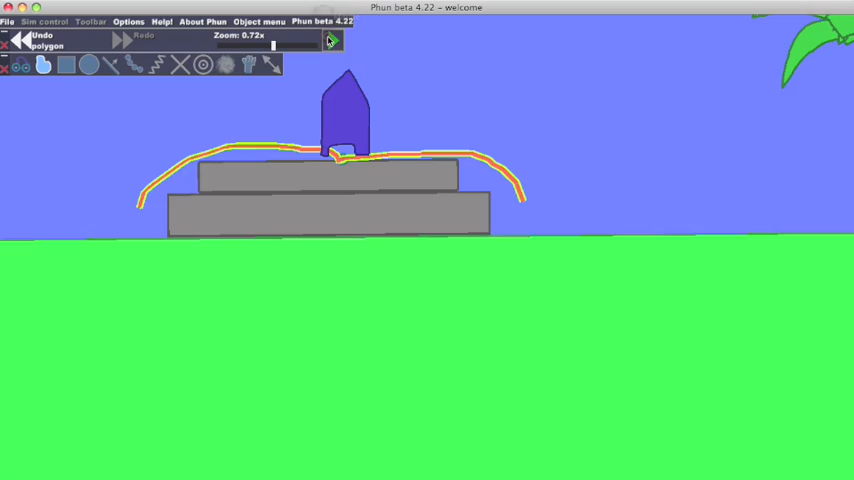 Phun beta 4.22 - welcome
File Sim control Toolbar Options Help! About Phun Object menu Phun beta 4.22
Undo Redo Zoom: 0.72x
polygon